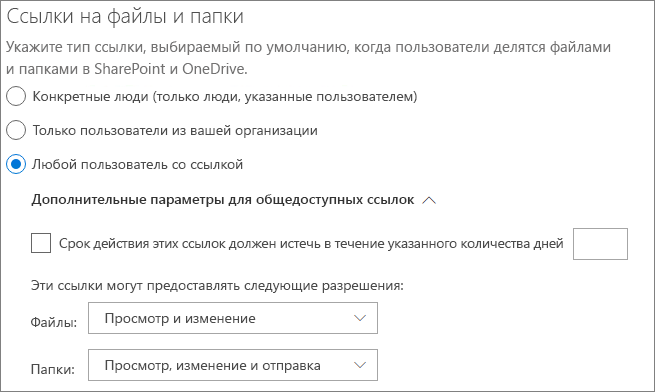 Ссылки на файлы и папки
Укажите тип ссылки, выбираемый по умолчанию, когда пользователи делятся файлами
и папками в SharePoint и OneDrive.
Конкретные люди (только люди, указанные пользователем)
Только пользователи из вашей организации
Любой пользователь со ссылкой
Дополнительные параметры для общедоступных ссылок
Срок действия этих ссылок должен истечь в течение указанного количества дней
Эти ссылки могут предоставлять следующие разрешения:
Файлы: Просмотр и изменение
Папки: Просмотр, изменение и отправка